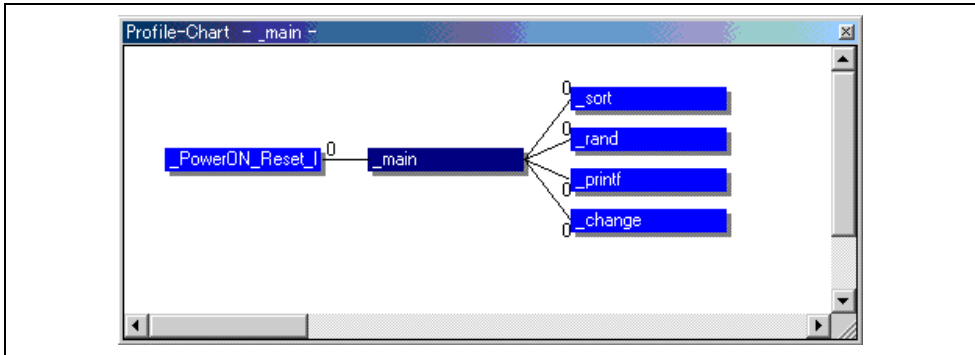 Profile-Chart - _main -
0
_sort
0
_rand
_PowerON_Reset_I
0
_main
_printf
0
_change
0